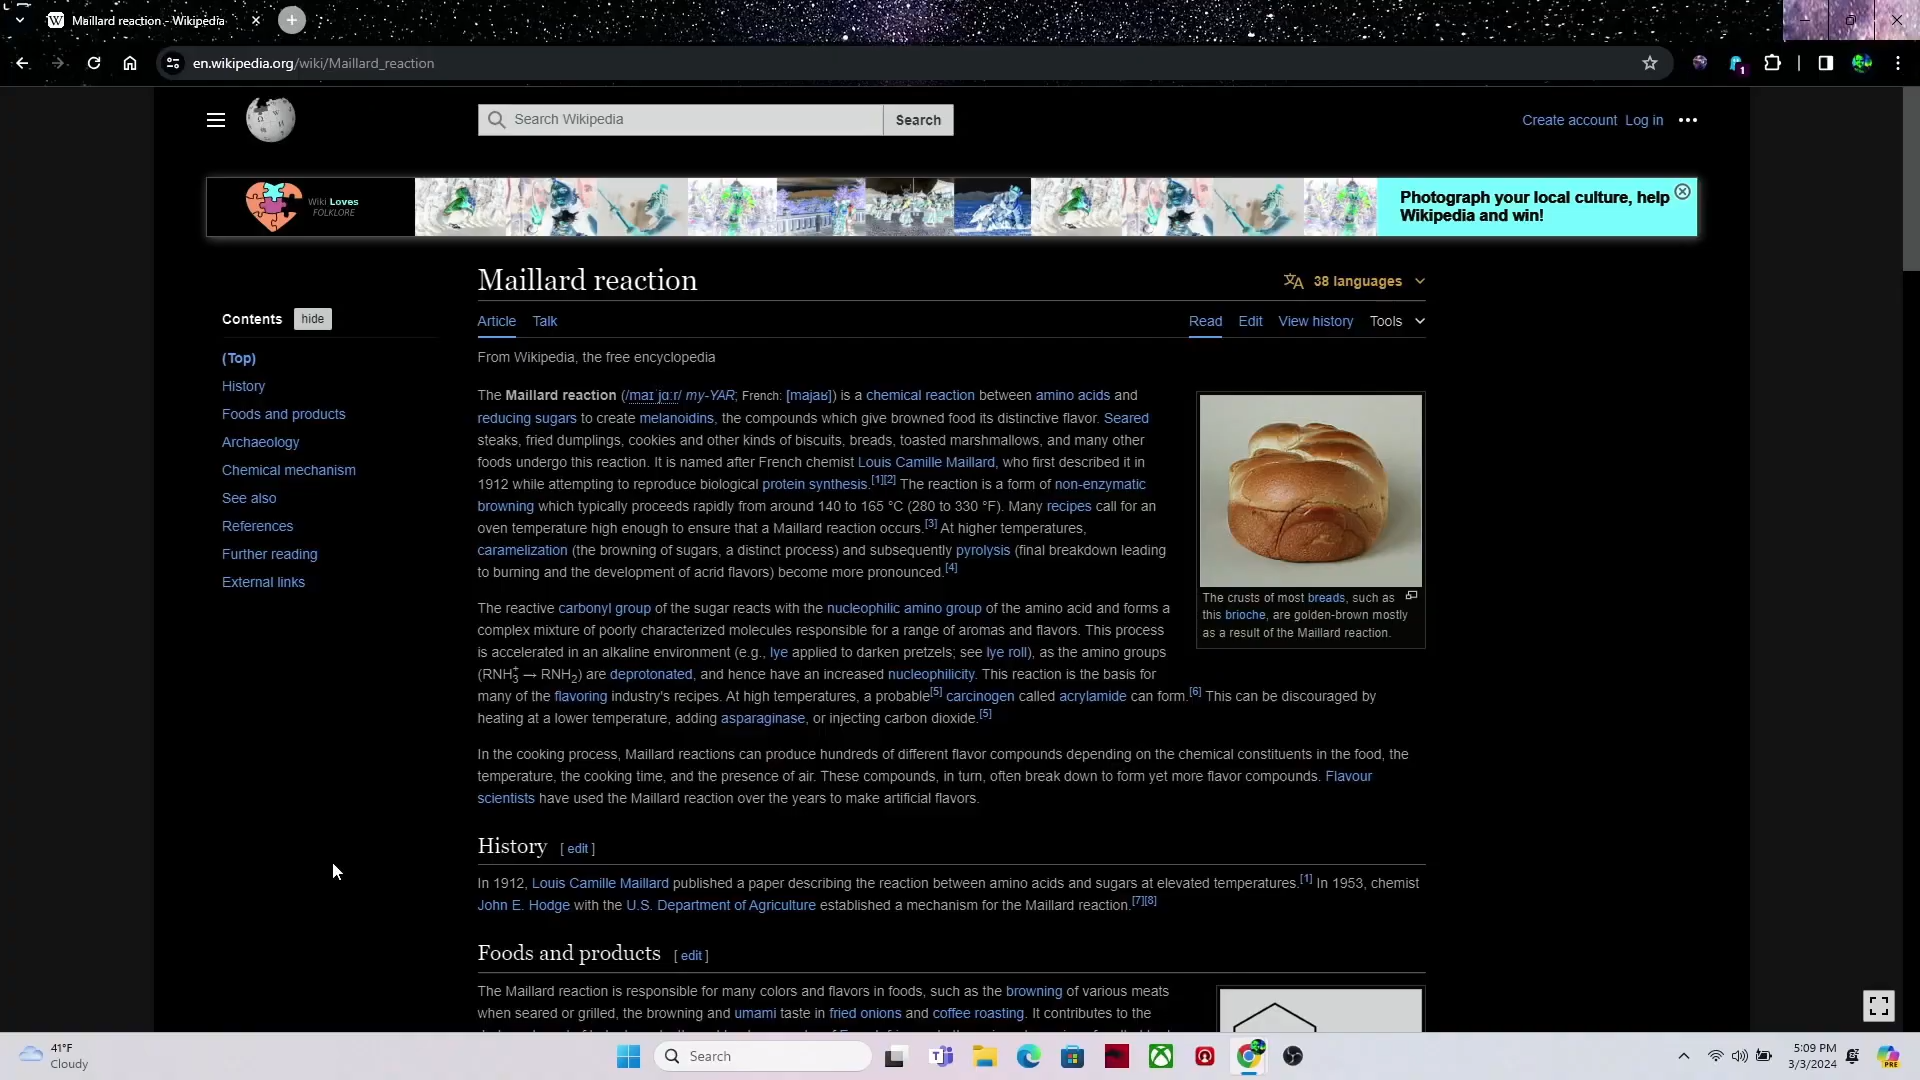 Maillard reaction - Wikipedia
en.wikipedia.org/wiki/Maillard_reaction
1
Search Wikipedia
Search
Create account Log in
Wiki Loves
FOLKLORE
Photograph your local culture, help
Wikipedia and win!
Maillard reaction
38 languages
Contents hide
Article Talk
Read Edit View history Tools
(Top)
History
Foods and products
Archaeology
Chemical mechanism
See also
References
Further reading
External links
From Wikipedia, the free encyclopedia
The Maillard reaction (/maɪˈjɑːr/ my-YAR; French: [majaʁ]) is a chemical reaction between amino acids and
reducing sugars to create melanoidins, the compounds which give browned food its distinctive flavor. Seared
steaks, fried dumplings, cookies and other kinds of biscuits, breads, toasted marshmallows, and many other
foods undergo this reaction. It is named after French chemist Louis Camille Maillard, who first described it in
1912 while attempting to reproduce biological protein synthesis.[1][2] The reaction is a form of non-enzymatic
browning which typically proceeds rapidly from around 140 to 165 °C (280 to 330 °F). Many recipes call for an
oven temperature high enough to ensure that a Maillard reaction occurs.[3] At higher temperatures,
caramelization (the browning of sugars, a distinct process) and subsequently pyrolysis (final breakdown leading
to burning and the development of acrid flavors) become more pronounced.[4]
The crusts of most breads, such as
this brioche, are golden-brown mostly
as a result of the Maillard reaction.
The reactive carbonyl group of the sugar reacts with the nucleophilic amino group of the amino acid and forms a
complex mixture of poorly characterized molecules responsible for a range of aromas and flavors. This process
is accelerated in an alkaline environment (e.g., lye applied to darken pretzels; see lye roll), as the amino groups
(RNH₃⁺ → RNH₂) are deprotonated, and hence have an increased nucleophilicity. This reaction is the basis for
many of the flavoring industry's recipes. At high temperatures, a probable[5] carcinogen called acrylamide can form.[6] This can be discouraged by
heating at a lower temperature, adding asparaginase, or injecting carbon dioxide.[5]
In the cooking process, Maillard reactions can produce hundreds of different flavor compounds depending on the chemical constituents in the food, the
temperature, the cooking time, and the presence of air. These compounds, in turn, often break down to form yet more flavor compounds. Flavour
scientists have used the Maillard reaction over the years to make artificial flavors.
History [ edit ]
In 1912, Louis Camille Maillard published a paper describing the reaction between amino acids and sugars at elevated temperatures.[1] In 1953, chemist
John E. Hodge with the U.S. Department of Agriculture established a mechanism for the Maillard reaction.[7][8]
Foods and products [ edit ]
The Maillard reaction is responsible for many colors and flavors in foods, such as the browning of various meats
when seared or grilled, the browning and umami taste in fried onions and coffee roasting. It contributes to the
41°F
Cloudy
Search
5:09 PM
3/3/2024
PRE